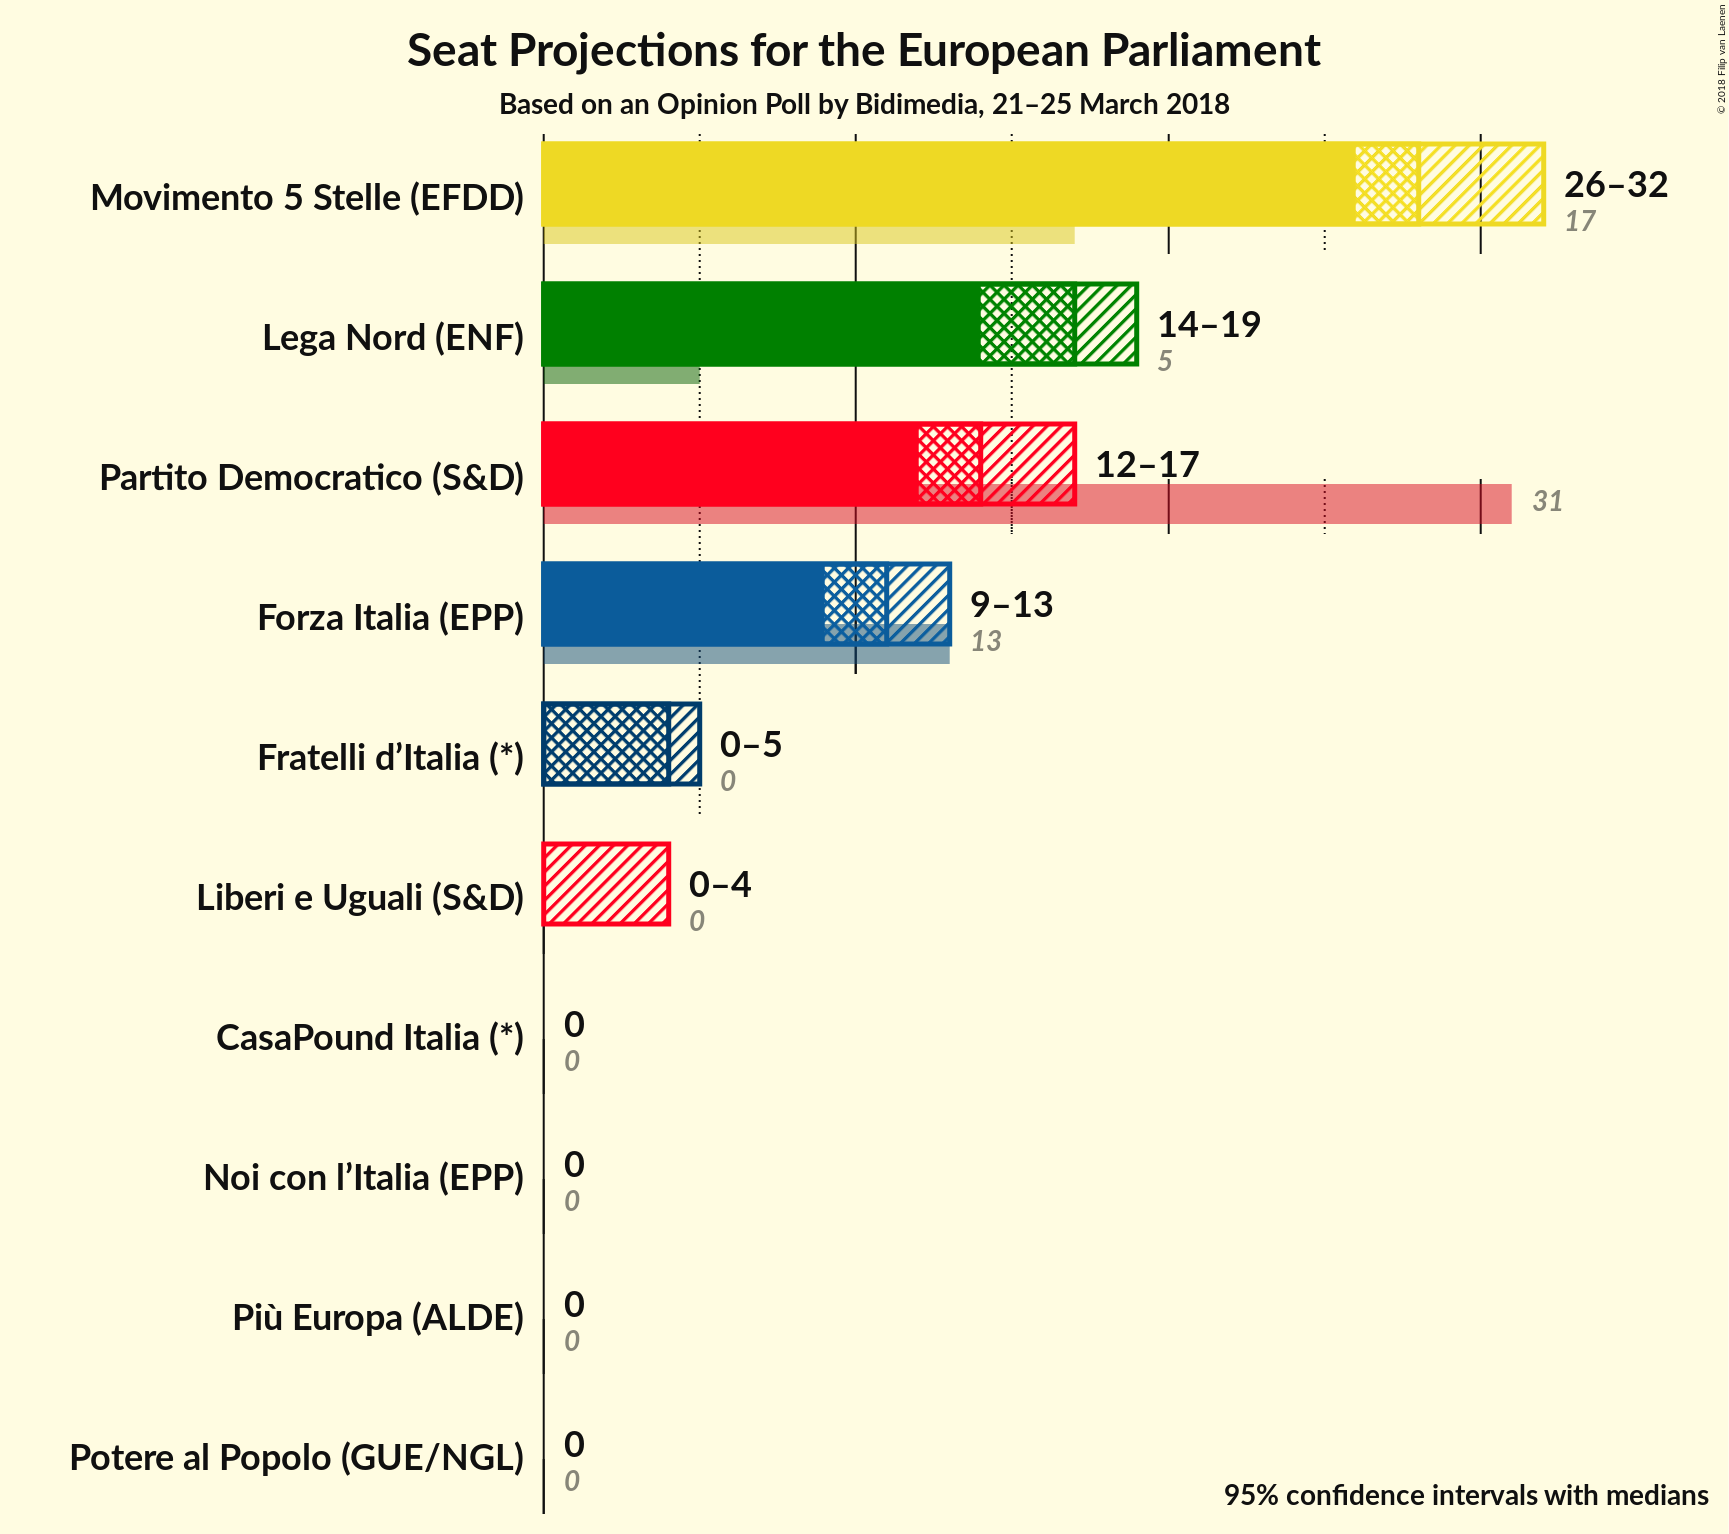 Seat Projections for the European Parliament
Based on an Opinion Poll by Bidimedia, 21–25 March 2018
© 2018 Filip van Laenen
Movimento 5 Stelle (EFDD)
26–32
17
Lega Nord (ENF)
14–19
5
Partito Democratico (S&D)
12–17
31
Forza Italia (EPP)
9–13
13
Fratelli d’Italia (*)
0–5
0
Liberi e Uguali (S&D)
0–4
0
CasaPound Italia (*)
0
0
Noi con l’Italia (EPP)
0
0
Più Europa (ALDE)
0
0
Potere al Popolo (GUE/NGL)
0
0
95% confidence intervals with medians